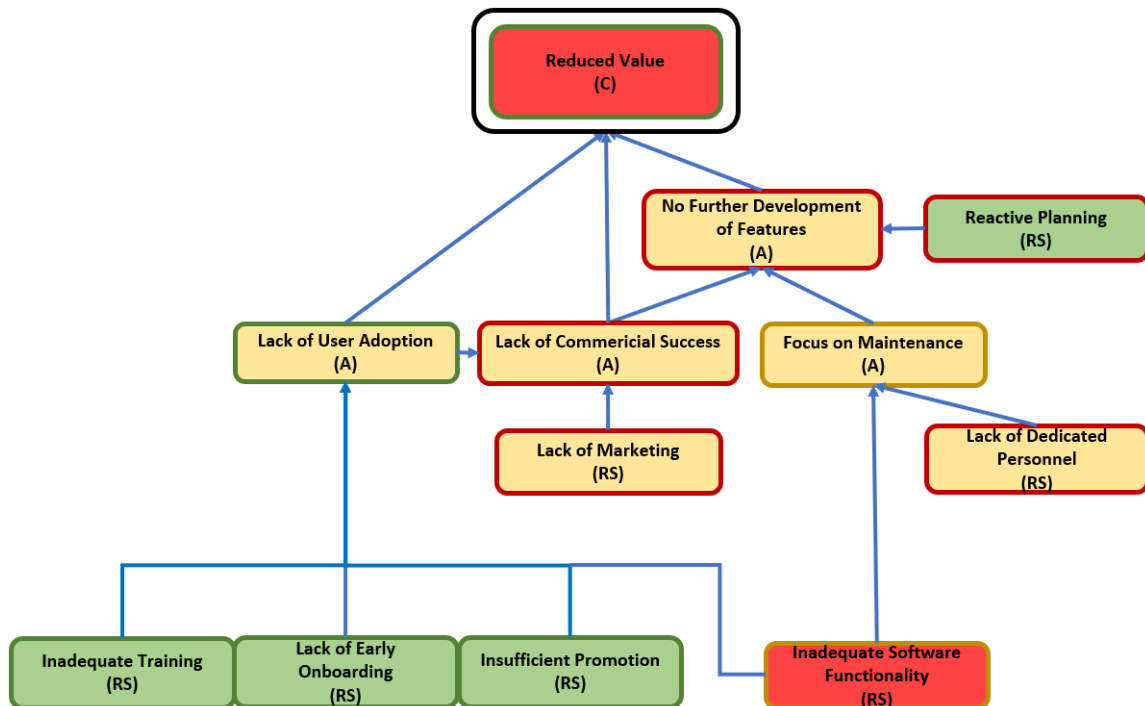 Reduced Value
(C)
No Further Development
of Features
(A)
Reactive Planning
(RS)
Lack of User Adoption
(A)
Lack of Commericial Success
(A)
Focus on Maintenance
(A)
Lack of Marketing
(RS)
Lack of Dedicated
Personnel
(RS)
Inadequate Training
(RS)
Lack of Early
Onboarding
(RS)
Insufficient Promotion
(RS)
Inadequate Software
Functionality
(RS)